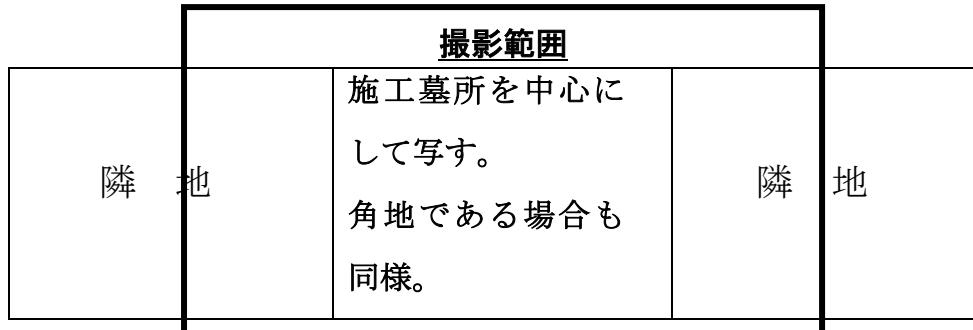 撮影範囲
隣　地
施工墓所を中心に
して写す。
角地である場合も
同様。
隣　地